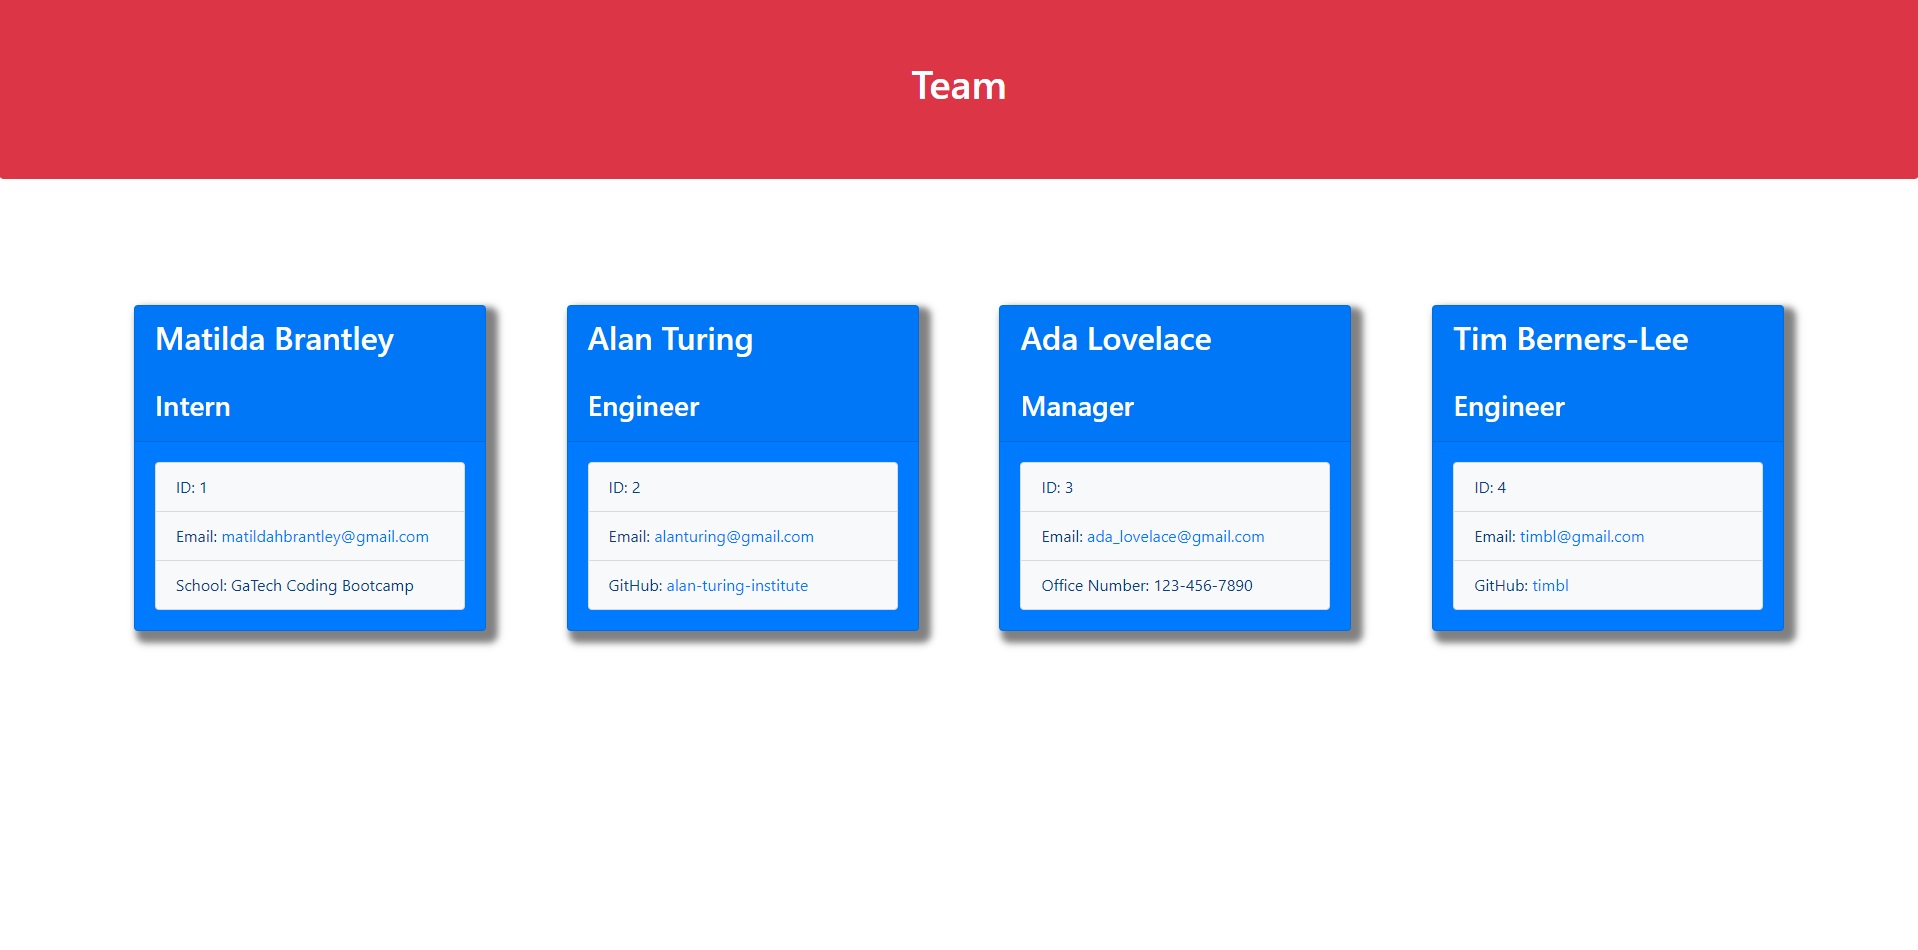 Team
Matilda Brantley
Intern
ID: 1
Email: matildahbrantley@gmail.com
School: GaTech Coding Bootcamp
Alan Turing
Engineer
ID: 2
Email: alanturing@gmail.com
GitHub: alan-turing-institute
Ada Lovelace
Manager
ID: 3
Email: ada_lovelace@gmail.com
Office Number: 123-456-7890
Tim Berners-Lee
Engineer
ID: 4
Email: timbl@gmail.com
GitHub: timbl